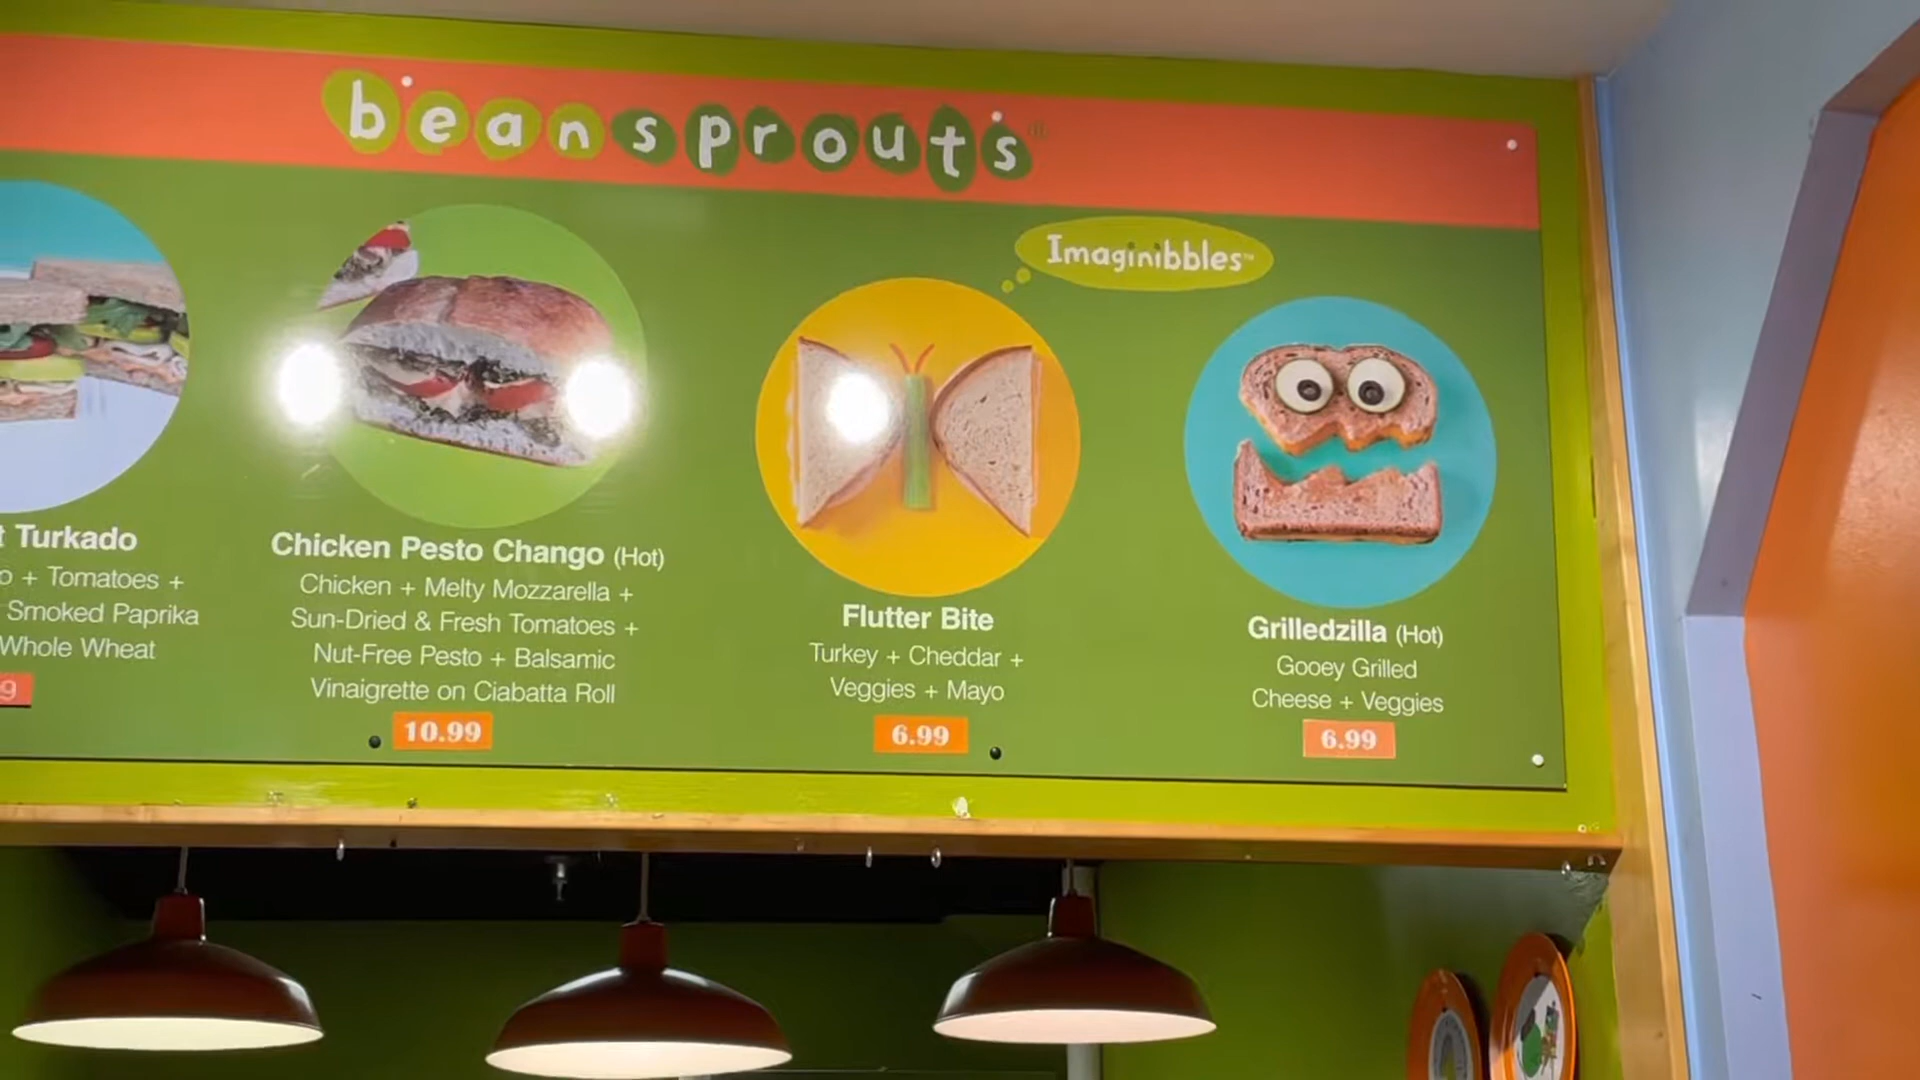 beansprouts
Imaginibbles™
Turkado
+ Tomatoes +
Smoked Paprika
Whole Wheat
9
Chicken Pesto Chango (Hot)
Chicken + Melty Mozzarella +
Sun-Dried & Fresh Tomatoes +
Nut-Free Pesto + Balsamic
Vinaigrette on Ciabatta Roll
10.99
Flutter Bite
Turkey + Cheddar +
Veggies + Mayo
6.99
Grilledzilla (Hot)
Gooey Grilled
Cheese + Veggies
6.99